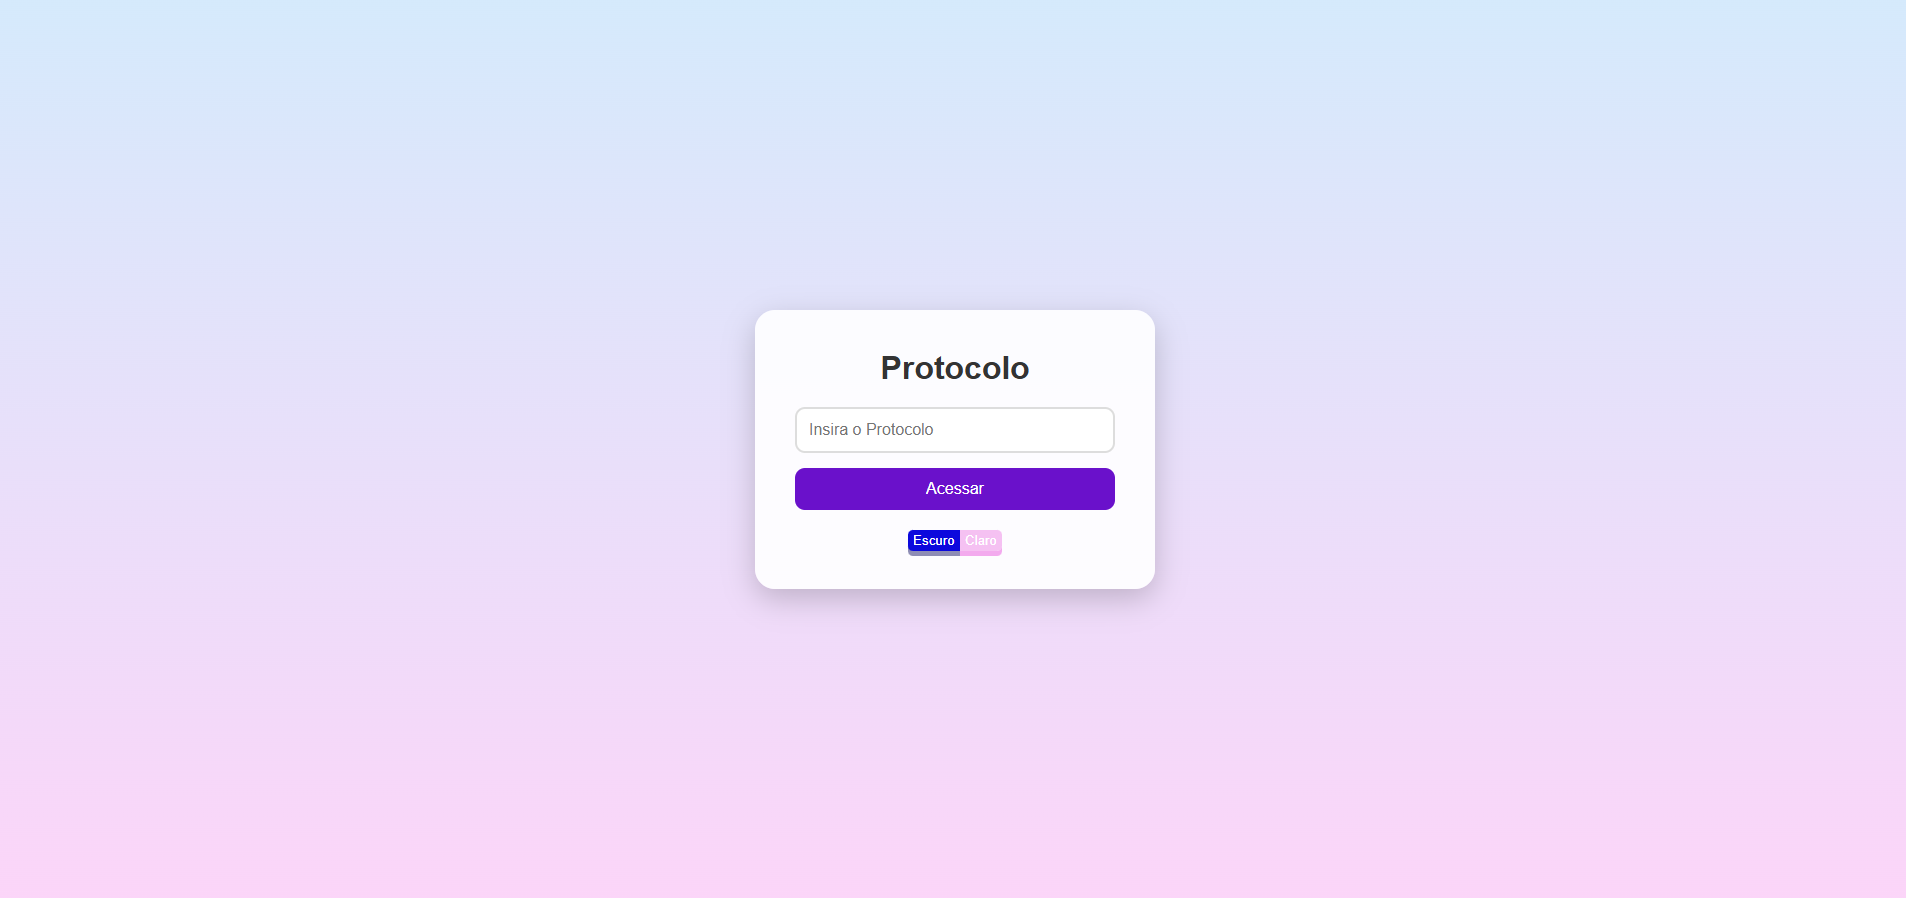 Protocolo
Insira o Protocolo
Acessar
Escuro Claro